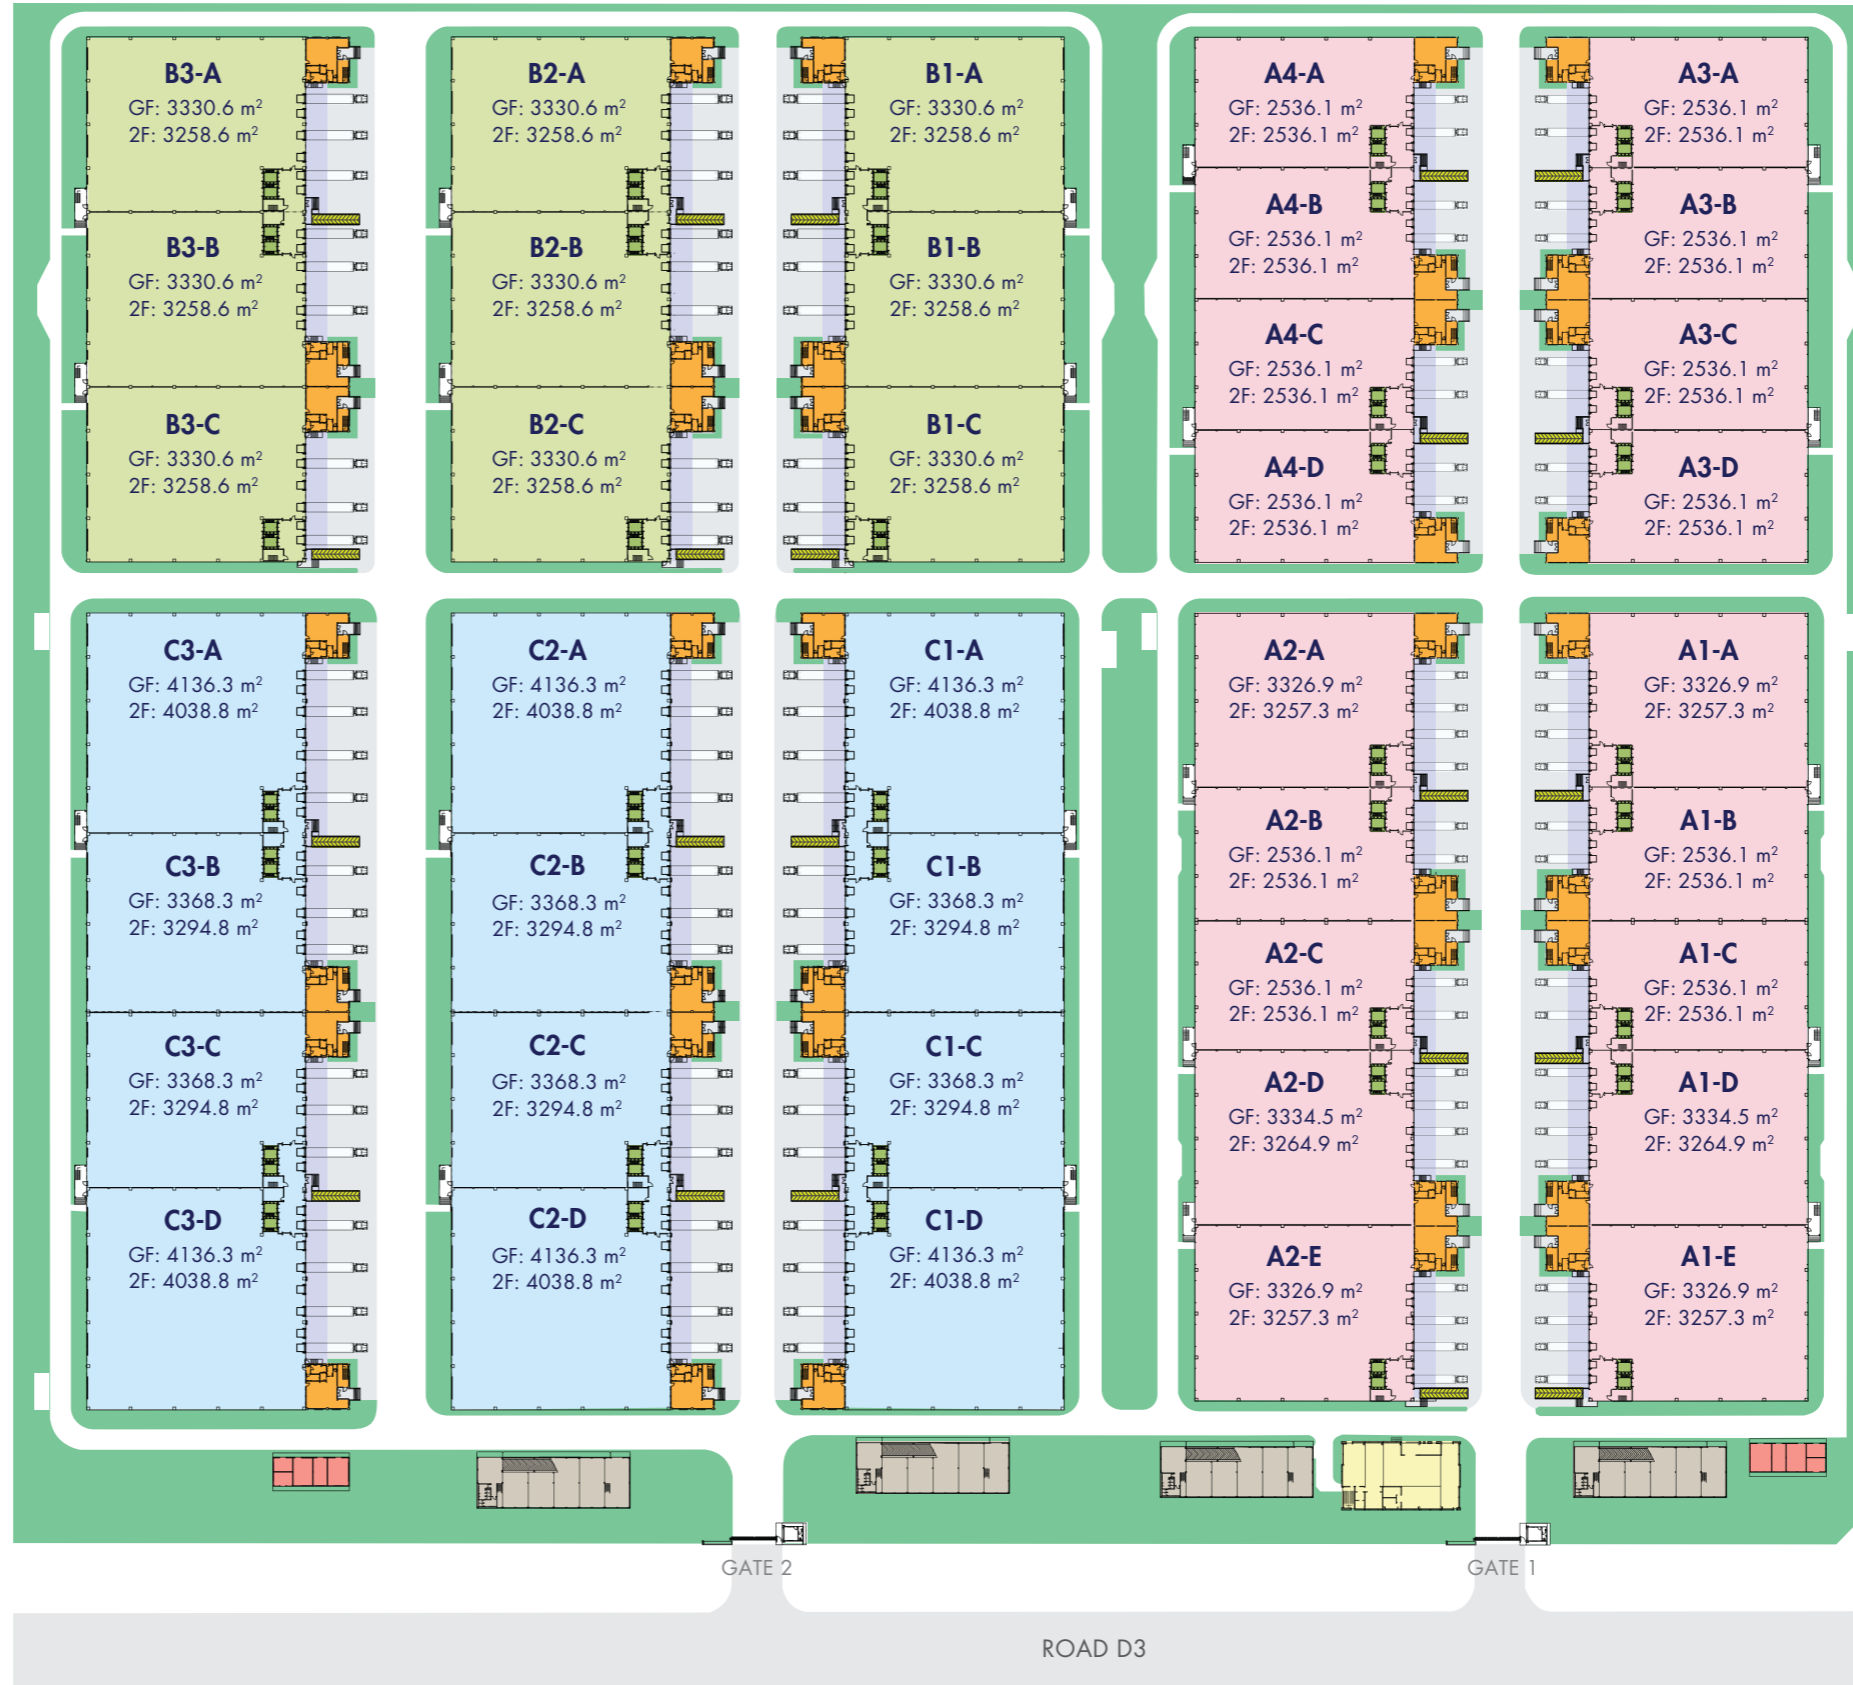 B3-A
GF: 3330.6 m²
2F: 3258.6 m²
B2-A
GF: 3330.6 m²
2F: 3258.6 m²
B1-A
GF: 3330.6 m²
2F: 3258.6 m²
A4-A
GF: 2536.1 m²
2F: 2536.1 m²
A3-A
GF: 2536.1 m²
2F: 2536.1 m²
B3-B
GF: 3330.6 m²
2F: 3258.6 m²
B2-B
GF: 3330.6 m²
2F: 3258.6 m²
B1-B
GF: 3330.6 m²
2F: 3258.6 m²
A4-B
GF: 2536.1 m²
2F: 2536.1 m²
A3-B
GF: 2536.1 m²
2F: 2536.1 m²
A4-C
GF: 2536.1 m²
2F: 2536.1 m²
A3-C
GF: 2536.1 m²
2F: 2536.1 m²
B3-C
GF: 3330.6 m²
2F: 3258.6 m²
B2-C
GF: 3330.6 m²
2F: 3258.6 m²
B1-C
GF: 3330.6 m²
2F: 3258.6 m²
A4-D
GF: 2536.1 m²
2F: 2536.1 m²
A3-D
GF: 2536.1 m²
2F: 2536.1 m²
C3-A
GF: 4136.3 m²
2F: 4038.8 m²
C2-A
GF: 4136.3 m²
2F: 4038.8 m²
C1-A
GF: 4136.3 m²
2F: 4038.8 m²
A2-A
GF: 3326.9 m²
2F: 3257.3 m²
A1-A
GF: 3326.9 m²
2F: 3257.3 m²
C3-B
GF: 3368.3 m²
2F: 3294.8 m²
C2-B
GF: 3368.3 m²
2F: 3294.8 m²
C1-B
GF: 3368.3 m²
2F: 3294.8 m²
A2-B
GF: 2536.1 m²
2F: 2536.1 m²
A1-B
GF: 2536.1 m²
2F: 2536.1 m²
A2-C
GF: 2536.1 m²
2F: 2536.1 m²
A1-C
GF: 2536.1 m²
2F: 2536.1 m²
C3-C
GF: 3368.3 m²
2F: 3294.8 m²
C2-C
GF: 3368.3 m²
2F: 3294.8 m²
C1-C
GF: 3368.3 m²
2F: 3294.8 m²
A2-D
GF: 3334.5 m²
2F: 3264.9 m²
A1-D
GF: 3334.5 m²
2F: 3264.9 m²
C3-D
GF: 4136.3 m²
2F: 4038.8 m²
C2-D
GF: 4136.3 m²
2F: 4038.8 m²
C1-D
GF: 4136.3 m²
2F: 4038.8 m²
A2-E
GF: 3326.9 m²
2F: 3257.3 m²
A1-E
GF: 3326.9 m²
2F: 3257.3 m²
GATE 2
GATE 1
ROAD D3